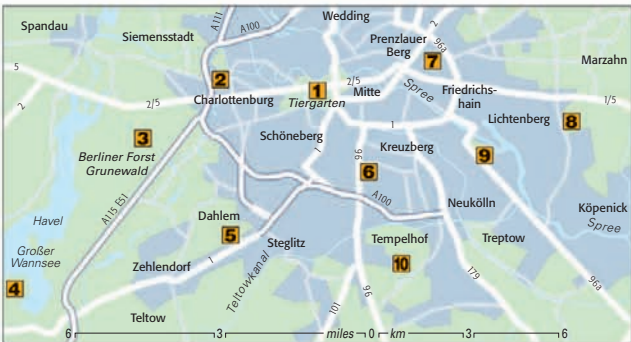 Wedding
A111
A100
2
Spandau
Siemensstadt
Prenzlauer
Berg
96a
Marzahn
7
5
2
1
2/5
Mitte
Spree
Friedrichs-
hain
Charlottenburg
Tiergarten
2/5
1/5
2
Lichtenberg
8
3
Schöneberg
1
Kreuzberg
9
Berliner Forst
Grunewald
1
96
6
A115 E51
A100
Neukölln
Köpenick
Spree
Havel
Dahlem
5
Steglitz
Tempelhof
Treptow
Großer
Wannsee
Zehlendorf
1
Teltowkanal
10
4
179
96a
101
96
Teltow
6 3 miles 0 km 3 6